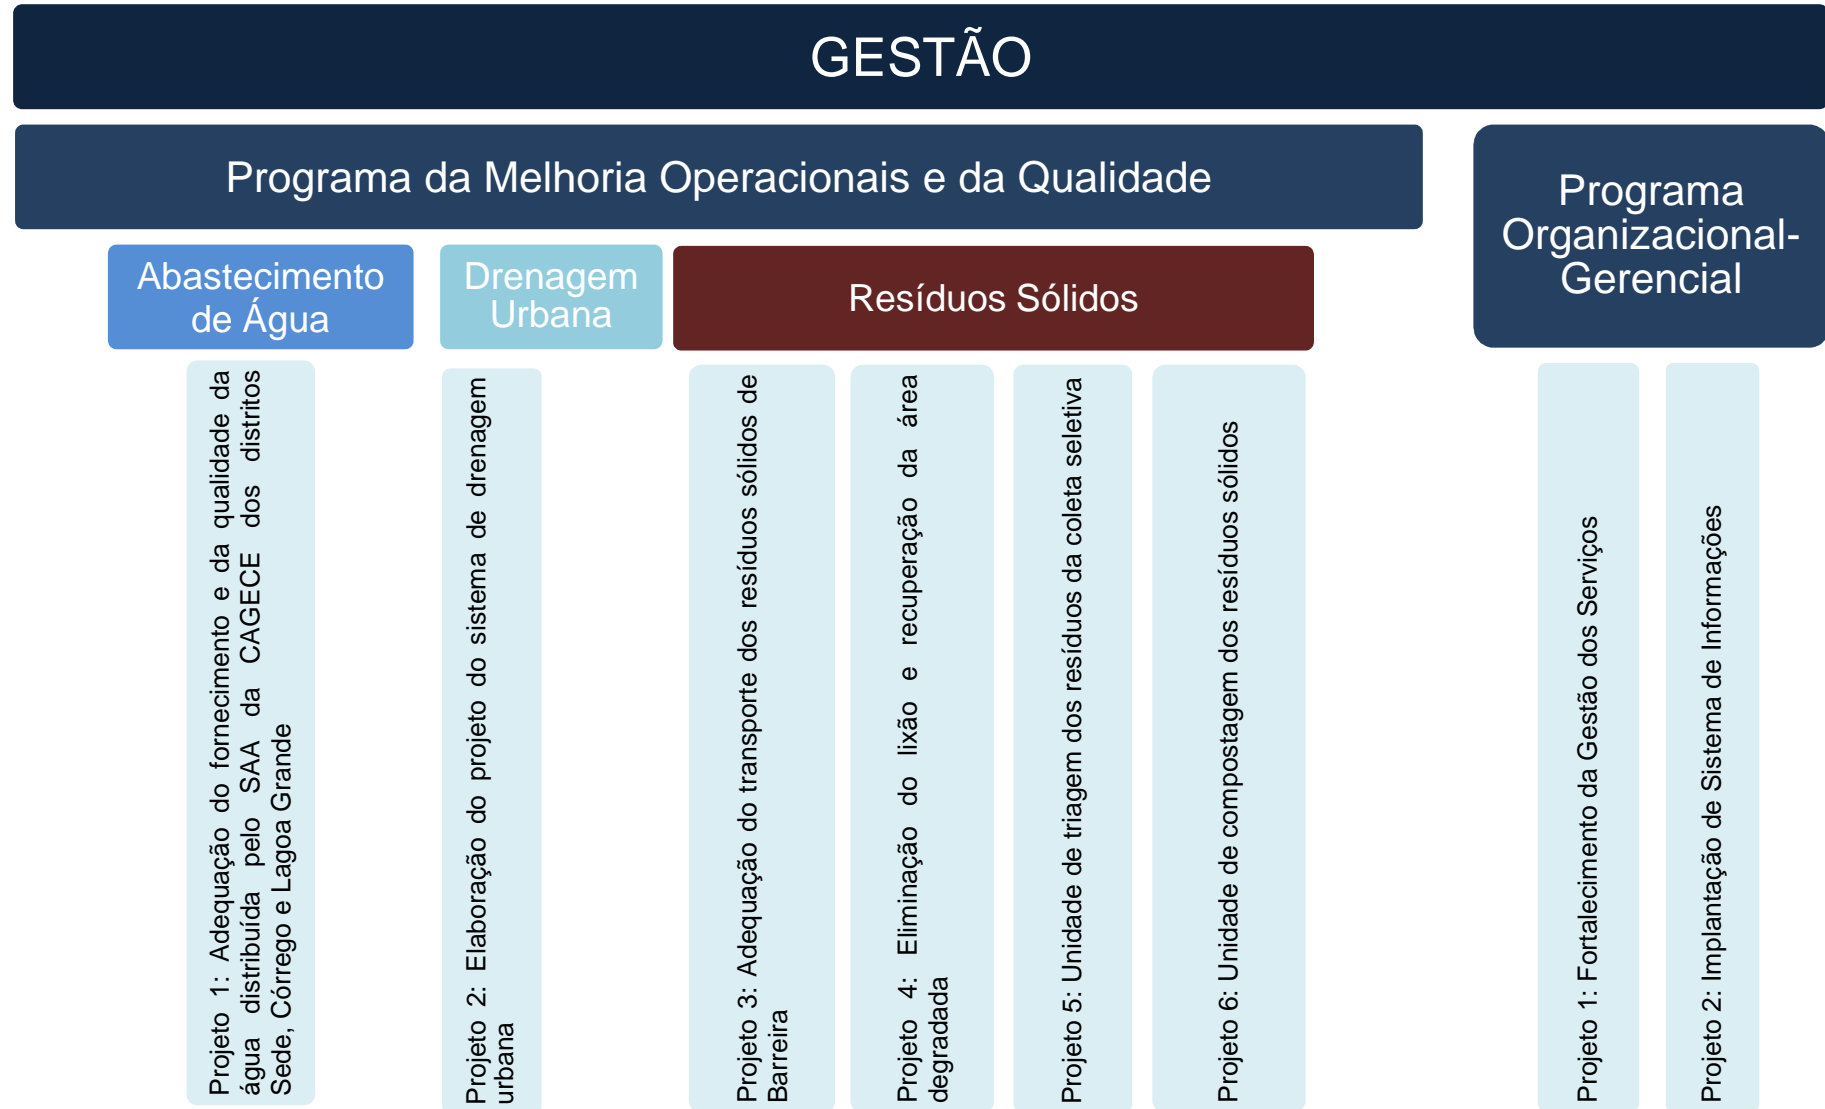 GESTÃO
Programa da Melhoria Operacionais e da Qualidade
Programa
Organizacional-
Gerencial
Abastecimento
de Água
Drenagem
Urbana
Resíduos Sólidos
Projeto 1: Adequação do fornecimento e da qualidade da
água distribuída pelo SAA da CAGECE dos distritos
Sede, Córrego e Lagoa Grande
Projeto 2: Elaboração do projeto do sistema de drenagem
urbana
Projeto 3: Adequação do transporte dos resíduos sólidos de
Barreira
Projeto 4: Eliminação do lixão e recuperação da área
degradada
Projeto 5: Unidade de triagem dos resíduos da coleta seletiva
Projeto 6: Unidade de compostagem dos resíduos sólidos
Projeto 1: Fortalecimento da Gestão dos Serviços
Projeto 2: Implantação de Sistema de Informações